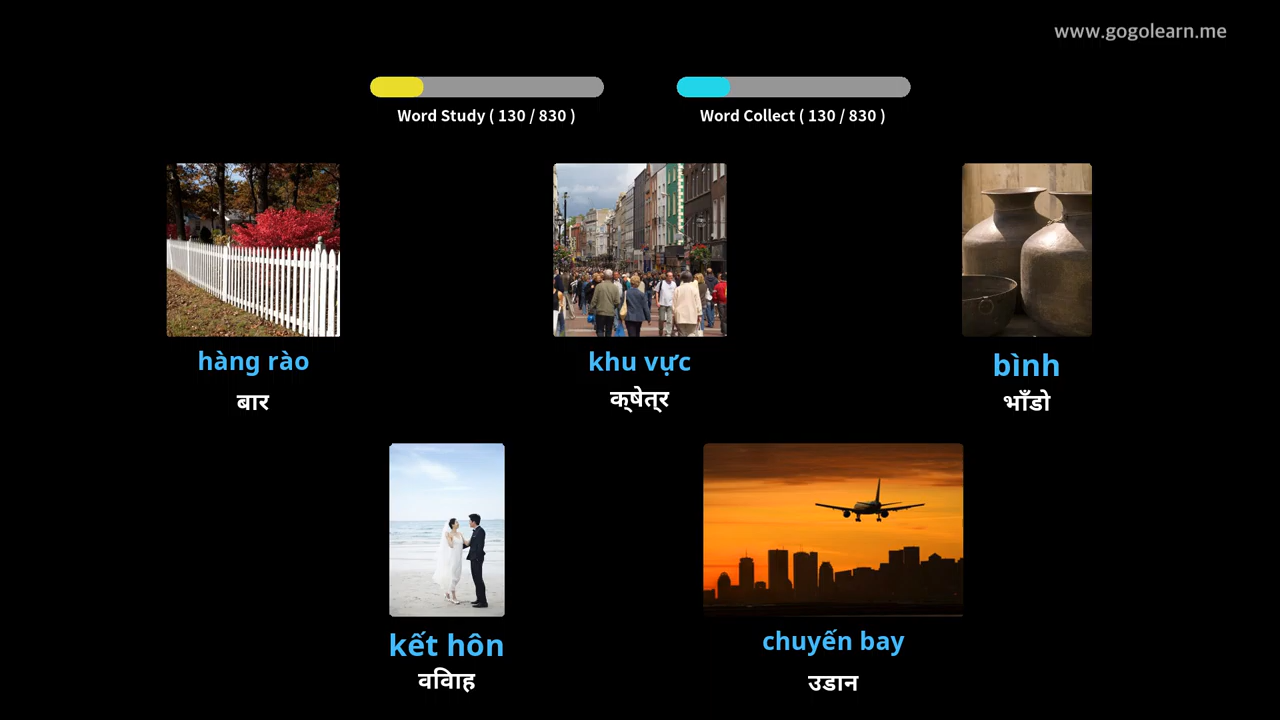 www.gogolearn.me
Word Study ( 130 / 830 )
Word Collect ( 130 / 830 )
hàng rào
बार
khu vực
क्षेत्र
bình
भाँडो
kết hôn
विवाह
chuyến bay
उडान